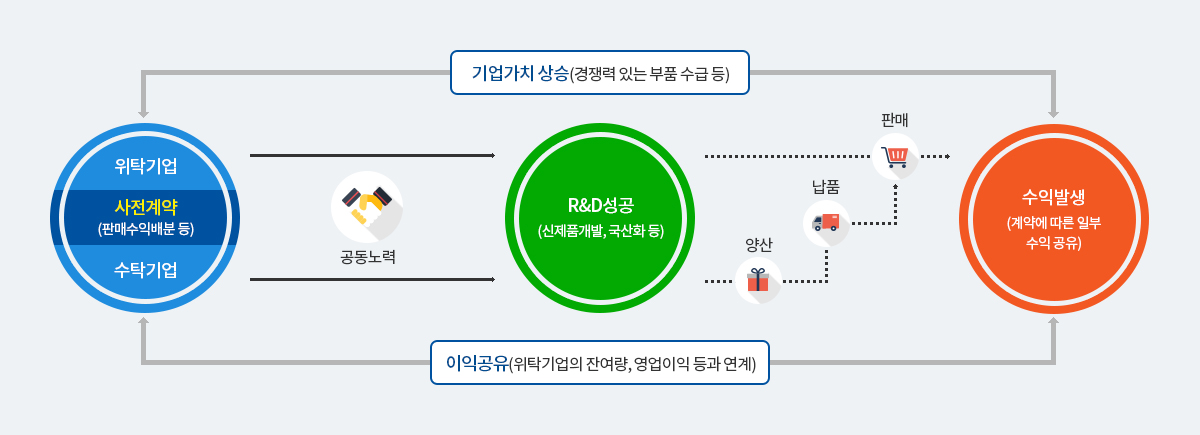 기업가치 상승(경쟁력 있는 부품 수급 등)
위탁기업
사전계약
(판매수익배분 등)
수탁기업
공동노력
R&D성공
(신제품개발, 국산화 등)
판매
납품
양산
수익발생
(계약에 따른 일부
수익 공유)
이익공유(위탁기업의 잔여량, 영업이익 등과 연계)